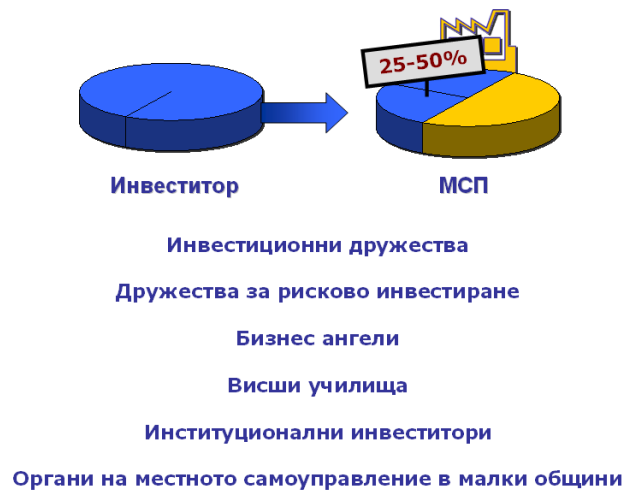 25-50%
Инвеститор
МСП
Инвестиционни дружества
Дружества за рисково инвестиране
Бизнес ангели
Висши училища
Институционални инвеститори
Органи на местното самоуправление в малки общини